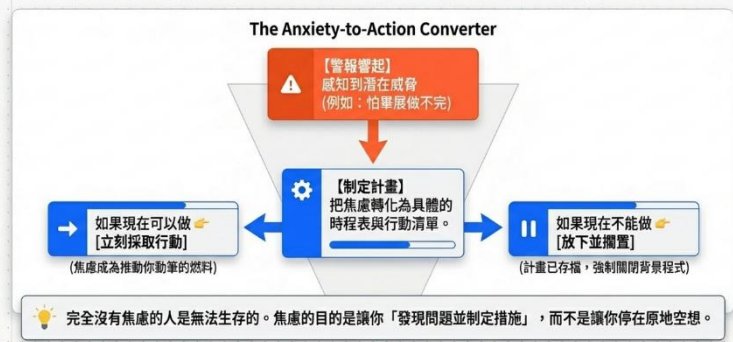 The Anxiety-to-Action Converter
【警報響起】
感知到潛在威脅
(例如：怕畢展做不完)
【制定計畫】
把焦慮轉化為具體的
時程表與行動清單。
如果現在可以做 👉
[立刻採取行動]
(焦慮成為推動你動筆的燃料)
如果現在不能做 👉
[放下並擱置]
(計畫已存檔，強制關閉背景程式)
完全沒有焦慮的人是無法生存的。焦慮的目的是讓你「發現問題並制定措施」，而不是讓你停在原地空想。